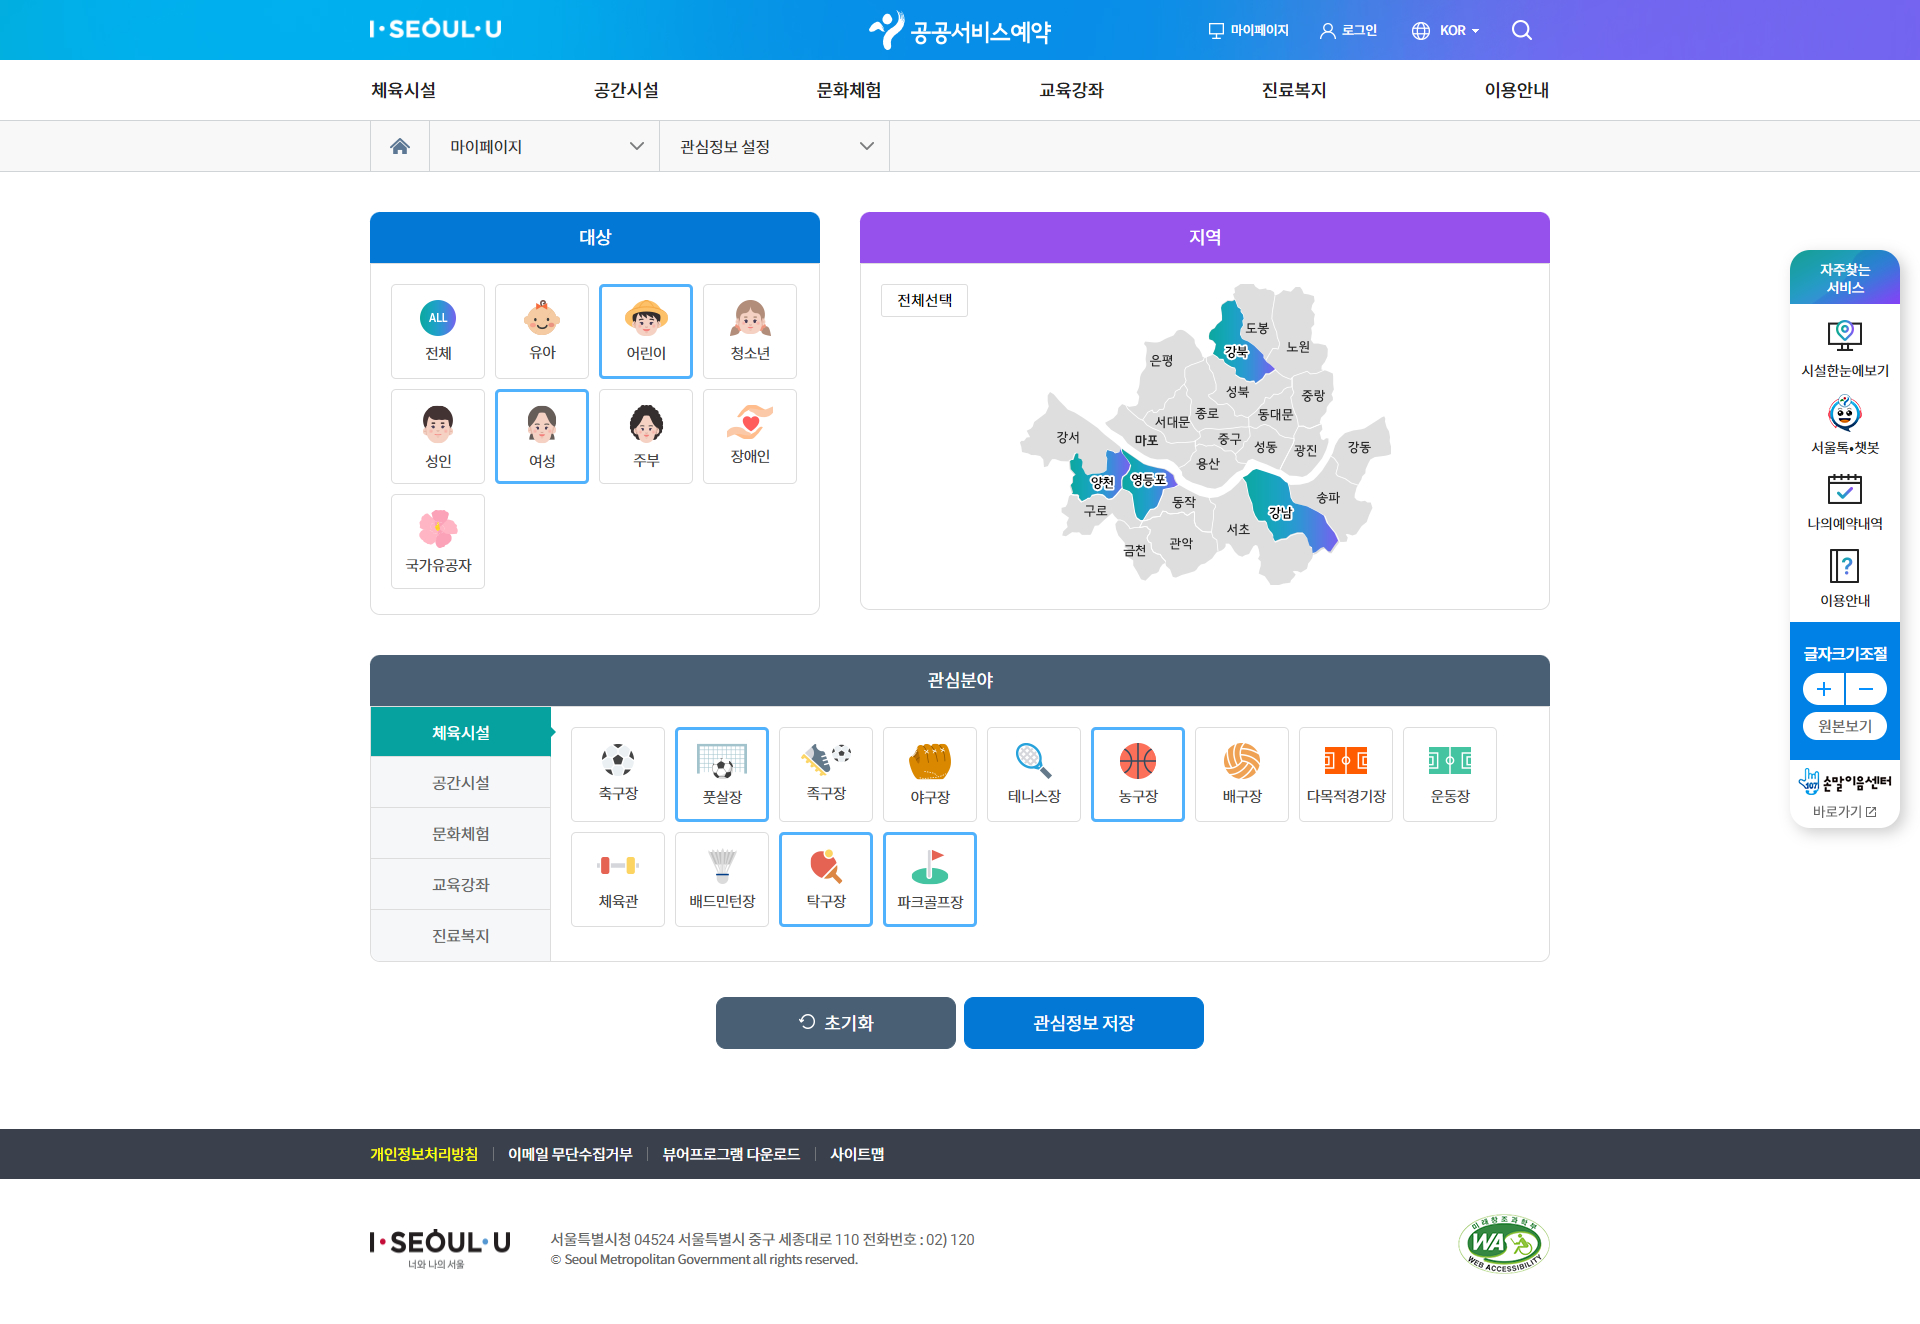 I·SEOUL·U
공공서비스예약
마이페이지
로그인
KOR
체육시설
공간시설
문화체험
교육강좌
진료복지
이용안내
마이페이지
관심정보 설정
대상
ALL
전체
유아
어린이
청소년
성인
여성
주부
장애인
국가유공자
지역
전체선택
도봉
강북
노원
은평
성북
중랑
서대문
종로
동대문
강서
마포
중구
성동
광진
강동
용산
양천
영등포
동작
송파
구로
강남
서초
금천
관악
관심분야
체육시설
공간시설
문화체험
교육강좌
진료복지
축구장
풋살장
족구장
야구장
테니스장
농구장
배구장
다목적경기장
운동장
체육관
배드민턴장
탁구장
파크골프장
초기화
관심정보 저장
자주찾는
서비스
시설한눈에보기
서울톡•챗봇
나의예약내역
?
이용안내
글자크기조절
+
−
원본보기
107 손말이음센터
바로가기
개인정보처리방침
이메일 무단수집거부
뷰어프로그램 다운로드
사이트맵
I·SEOUL·U
너와 나의 서울
서울특별시청 04524 서울특별시 중구 세종대로 110 전화번호 : 02) 120
© Seoul Metropolitan Government all rights reserved.
미래창조과학부
WA
WEB ACCESSIBILITY